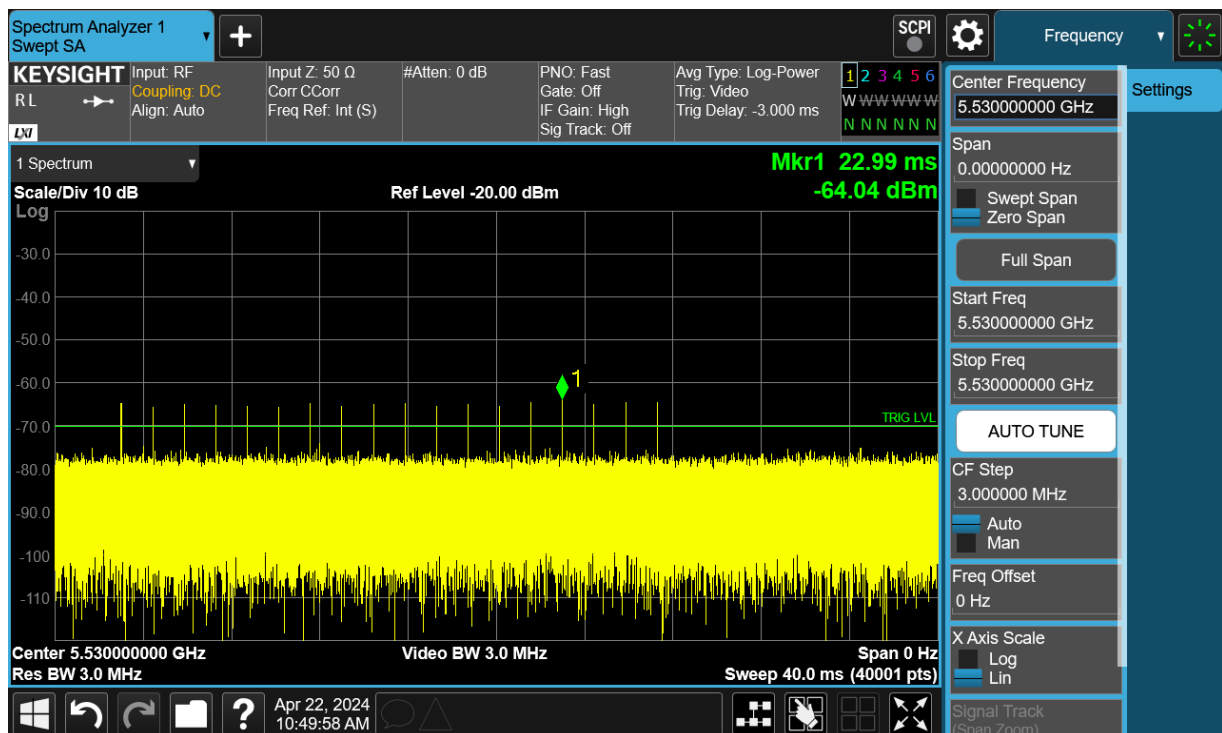 Spectrum Analyzer 1
Swept SA
+
SCPI
Frequency
KEYSIGHT
R L
LXI
Input: RF
Coupling: DC
Align: Auto
Input Z: 50 Ω
Corr CCorr
Freq Ref: Int (S)
#Atten: 0 dB
PNO: Fast
Gate: Off
IF Gain: High
Sig Track: Off
Avg Type: Log-Power
Trig: Video
Trig Delay: -3.000 ms
1 2 3 4 5 6
W W W W W W
N N N N N N
1 Spectrum
Mkr1 22.99 ms
-64.04 dBm
Scale/Div 10 dB
Ref Level -20.00 dBm
Log
-30.0
-40.0
-50.0
-60.0
-70.0
-80.0
-90.0
-100
-110
1
TRIG LVL
Center 5.530000000 GHz
Video BW 3.0 MHz
Span 0 Hz
Res BW 3.0 MHz
Sweep 40.0 ms (40001 pts)
Center Frequency
5.530000000 GHz
Span
0.00000000 Hz
Swept Span
Zero Span
Full Span
Start Freq
5.530000000 GHz
Stop Freq
5.530000000 GHz
AUTO TUNE
CF Step
3.000000 MHz
Auto
Man
Freq Offset
0 Hz
X Axis Scale
Log
Lin
Signal Track
(Span Zoom)
Settings
?
Apr 22, 2024
10:49:58 AM